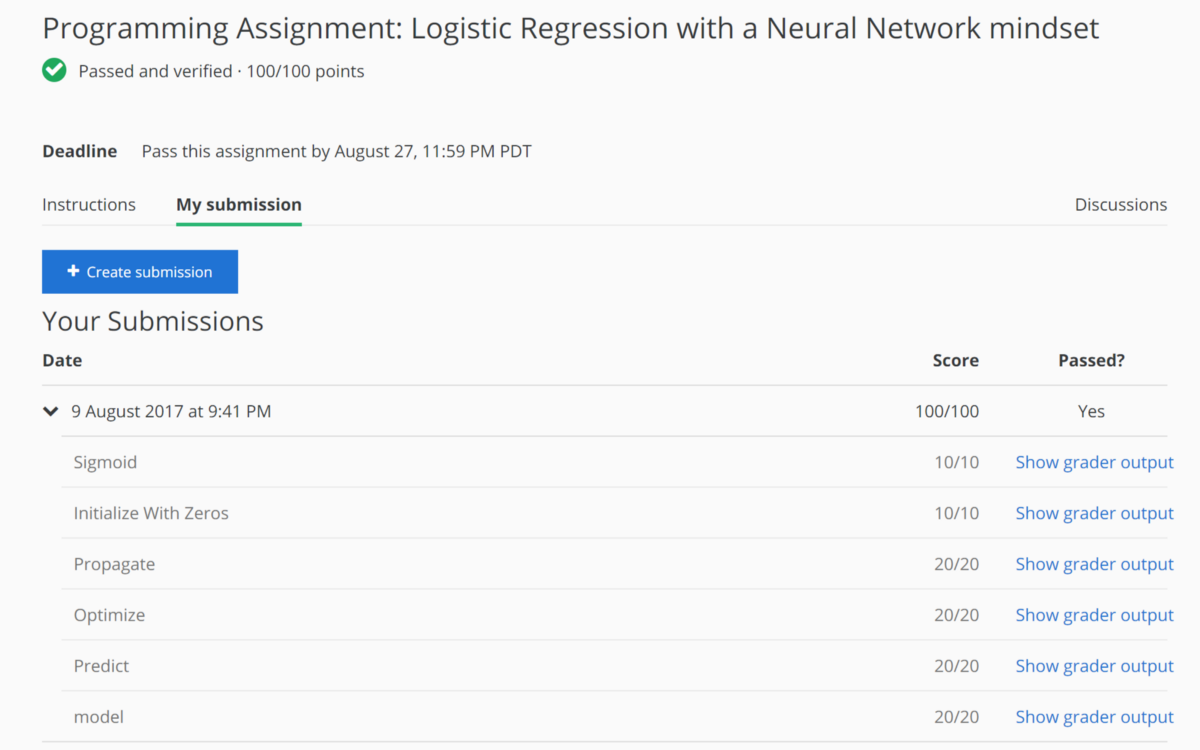 Programming Assignment: Logistic Regression with a Neural Network mindset
Passed and verified · 100/100 points
Deadline Pass this assignment by August 27, 11:59 PM PDT
Instructions My submission Discussions
+ Create submission
Your Submissions
Date Score Passed?
9 August 2017 at 9:41 PM 100/100 Yes
Sigmoid 10/10 Show grader output
Initialize With Zeros 10/10 Show grader output
Propagate 20/20 Show grader output
Optimize 20/20 Show grader output
Predict 20/20 Show grader output
model 20/20 Show grader output